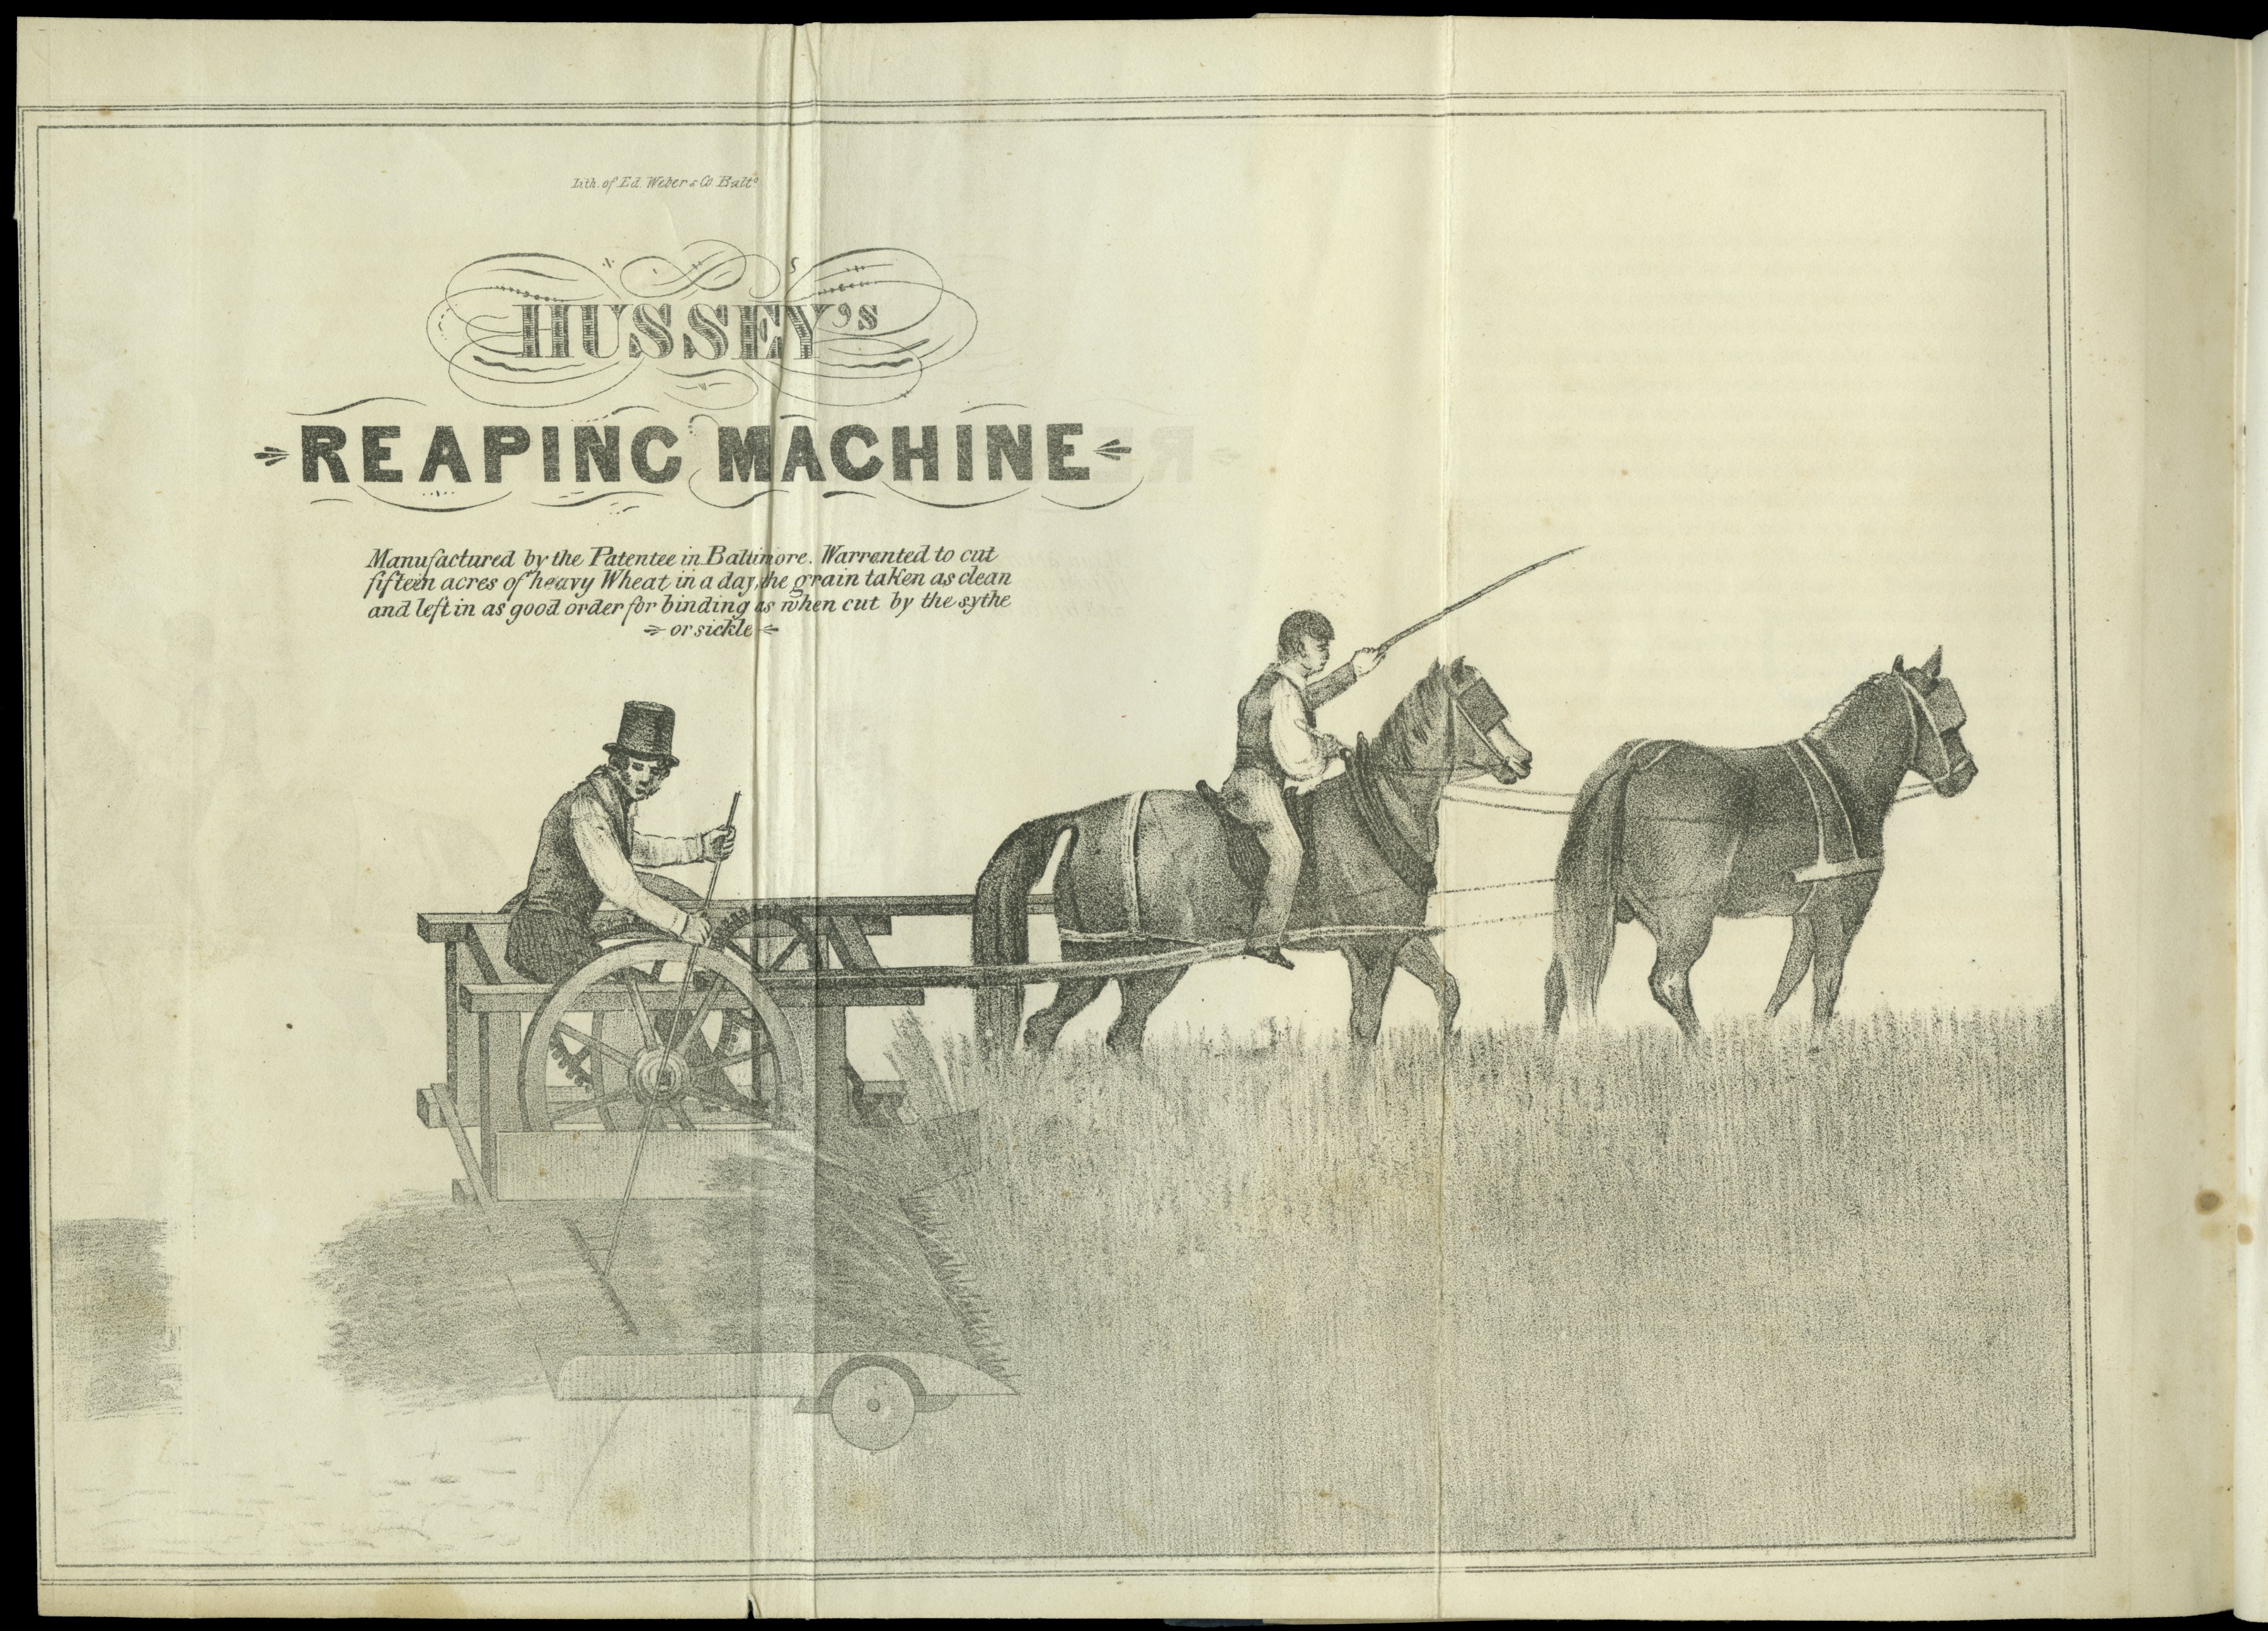 Lith. of Ed. Weber & Co Balto
HUSSEY'S
REAPING MACHINE
Manufactured by the Patentee in Baltimore. Warrented to cut
fifteen acres of heavy Wheat in a day, the grain taken as clean
and left in as good order for binding as when cut by the sythe
or sickle